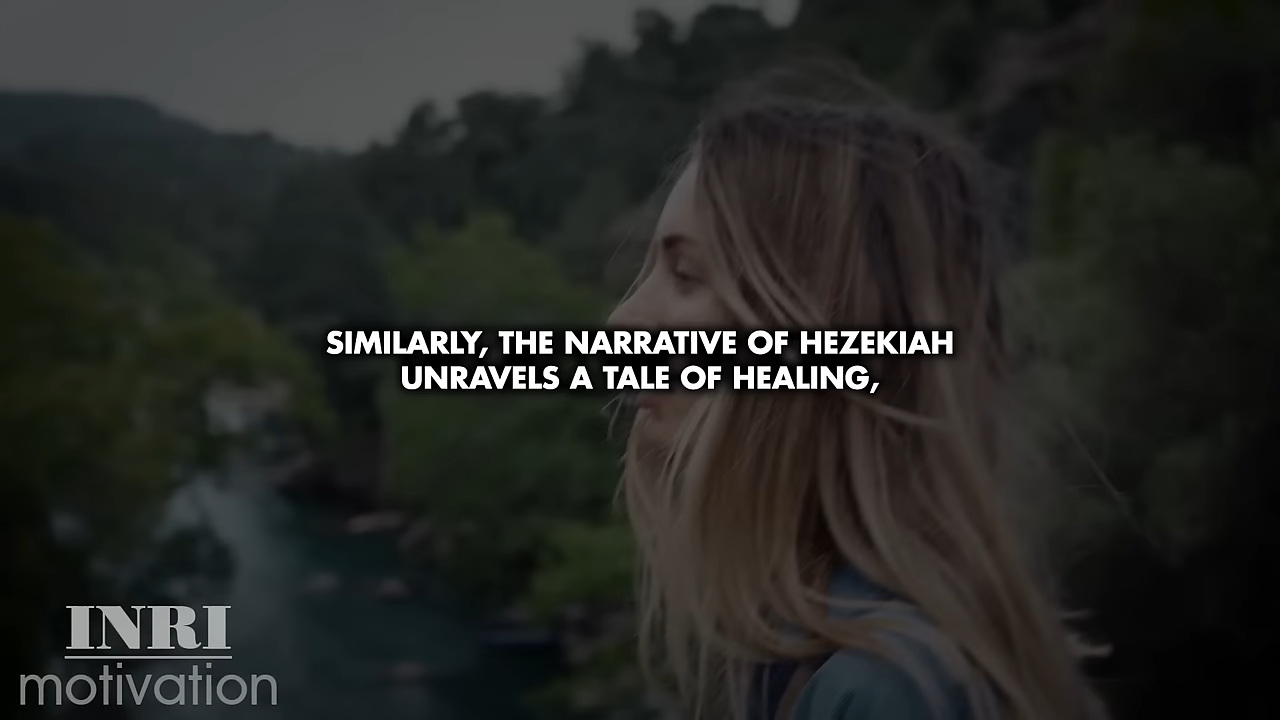 SIMILARLY, THE NARRATIVE OF HEZEKIAH
UNRAVELS A TALE OF HEALING,
INRI
motivation